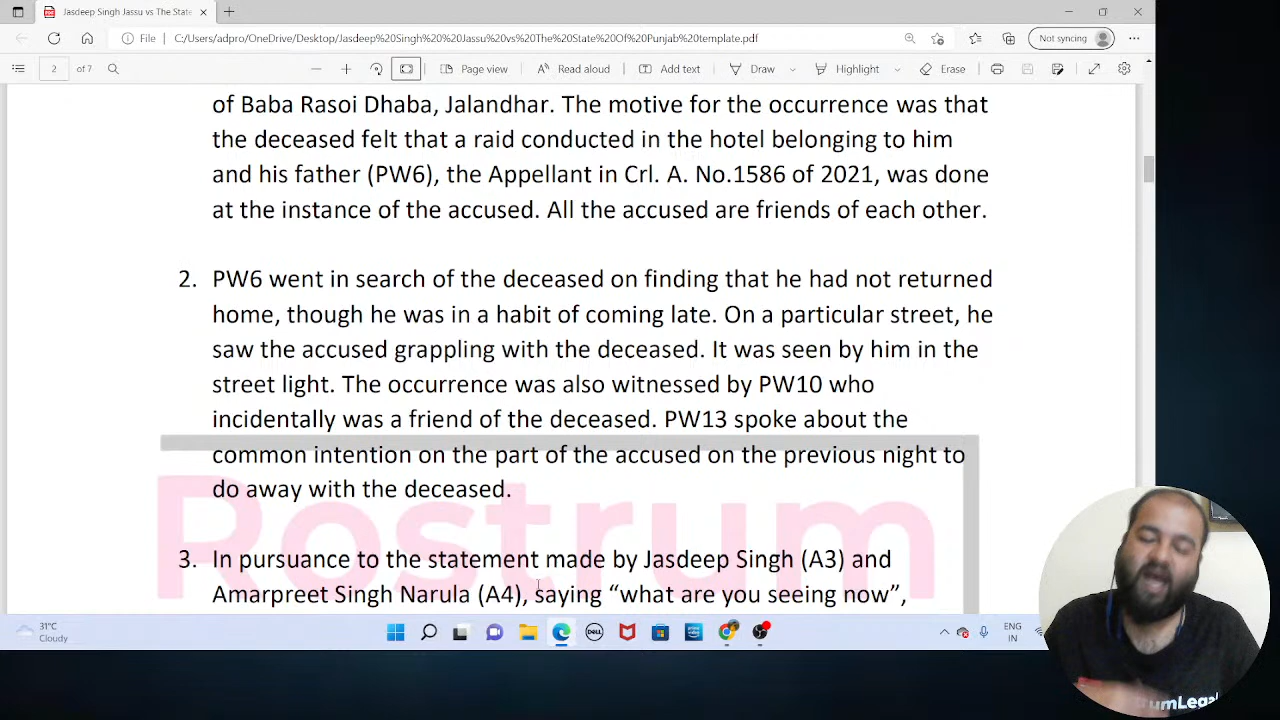 Jasdeep Singh Jassu vs The State
File
C:/Users/adpro/OneDrive/Desktop/Jasdeep%20Singh%20%20Jassu%20vs%20The%20State%20Of%20Punjab%20template.pdf
Not syncing
2 of 7
Page view
Read aloud
Add text
Draw
Highlight
Erase
of Baba Rasoi Dhaba, Jalandhar. The motive for the occurrence was that
the deceased felt that a raid conducted in the hotel belonging to him
and his father (PW6), the Appellant in Crl. A. No.1586 of 2021, was done
at the instance of the accused. All the accused are friends of each other.
2. PW6 went in search of the deceased on finding that he had not returned
home, though he was in a habit of coming late. On a particular street, he
saw the accused grappling with the deceased. It was seen by him in the
street light. The occurrence was also witnessed by PW10 who
incidentally was a friend of the deceased. PW13 spoke about the
common intention on the part of the accused on the previous night to
do away with the deceased.
Rostrum
3. In pursuance to the statement made by Jasdeep Singh (A3) and
Amarpreet Singh Narula (A4), saying “what are you seeing now”,
31°C
Cloudy
DELL
prime video
ENG
IN